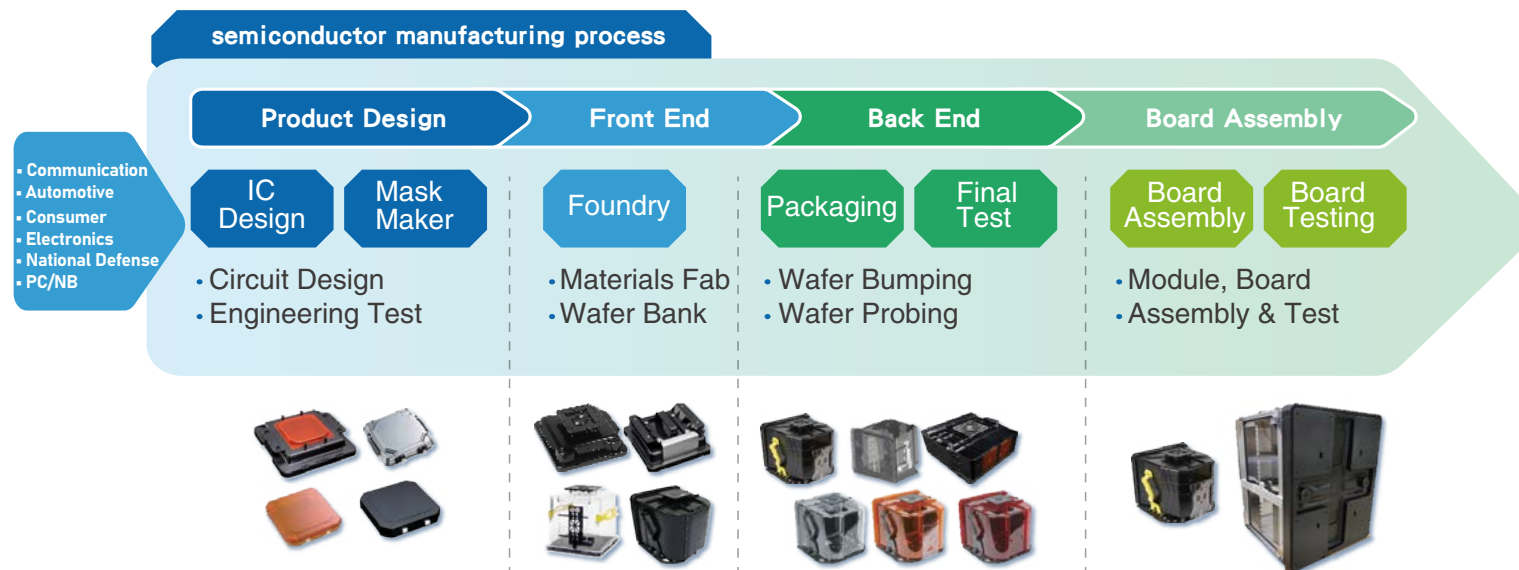 semiconductor manufacturing process
Product Design
Front End
Back End
Board Assembly
▪ Communication
▪ Automotive
▪ Consumer
▪ Electronics
▪ National Defense
▪ PC/NB
IC
Design
Mask
Maker
Foundry
Packaging
Final
Test
Board
Assembly
Board
Testing
• Circuit Design
• Engineering Test
• Materials Fab
• Wafer Bank
• Wafer Bumping
• Wafer Probing
• Module, Board
• Assembly & Test